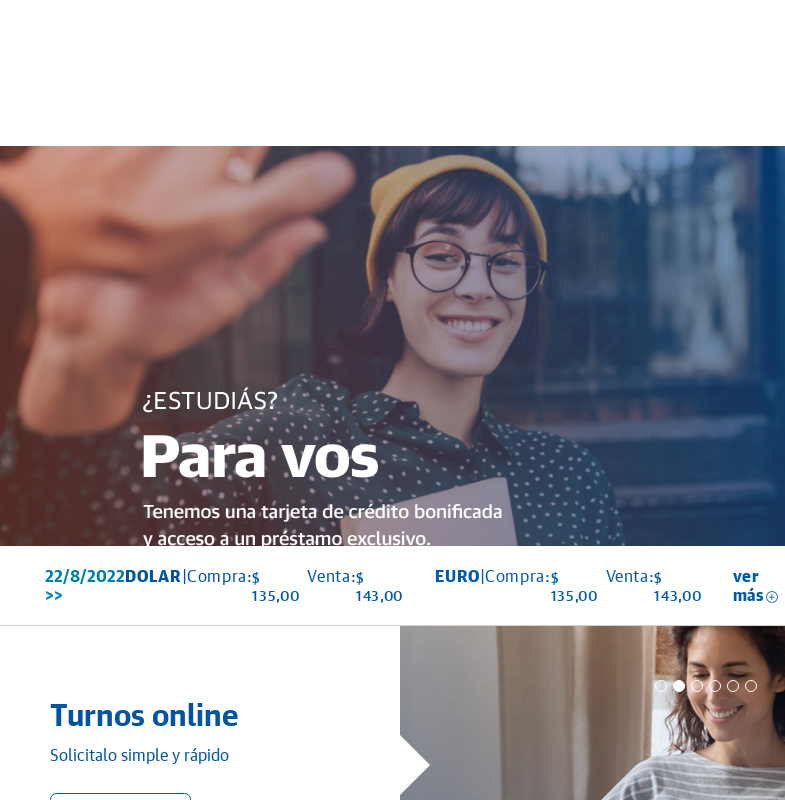 ¿ESTUDIÁS?
Para vos
Tenemos una tarjeta de crédito bonificada
y acceso a un préstamo exclusivo.
22/8/2022 >> DOLAR|Compra:$ 135,00 Venta:$ 143,00 EURO|Compra:$ 135,00 Venta:$ 143,00 ver más
Turnos online
Solicitalo simple y rápido